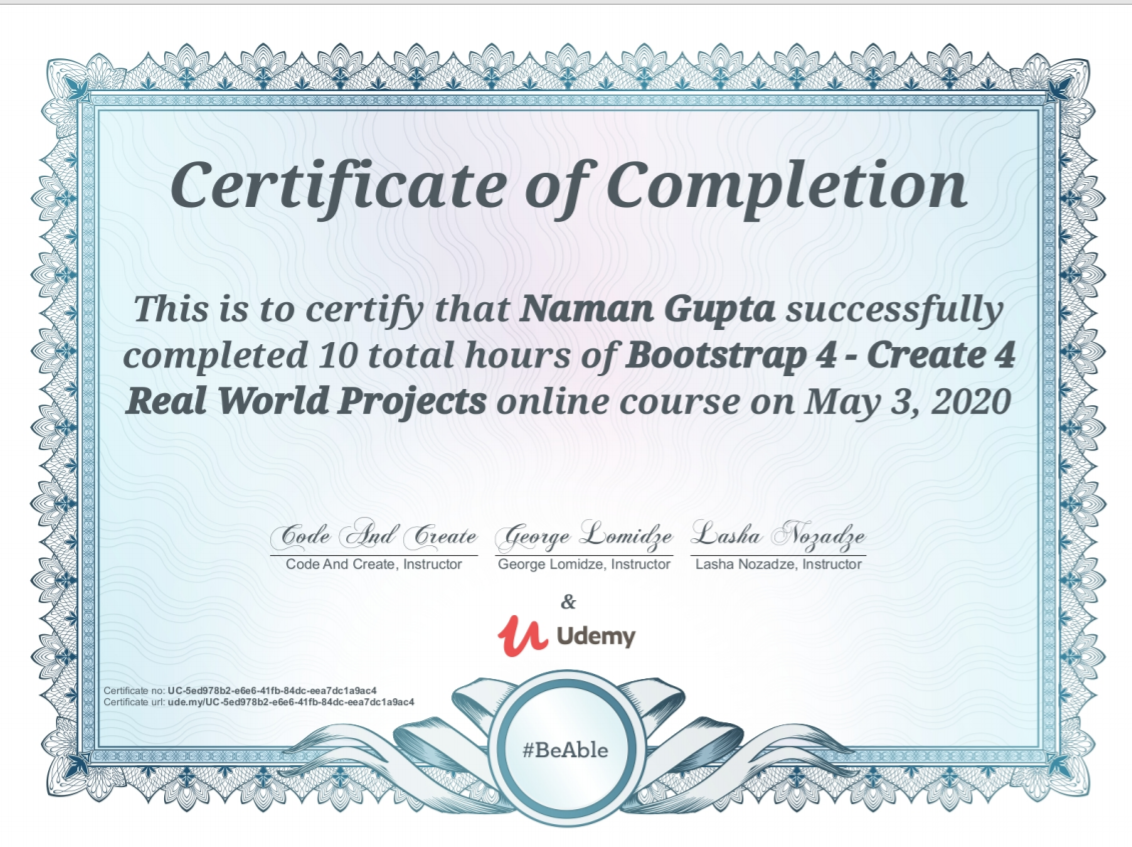 Certificate of Completion
This is to certify that Naman Gupta successfully
completed 10 total hours of Bootstrap 4 - Create 4
Real World Projects online course on May 3, 2020
Code And Create George Lomidze Lasha Nozadze
Code And Create, Instructor George Lomidze, Instructor Lasha Nozadze, Instructor
&
Udemy
Certificate no: UC-5ed978b2-e6e6-41fb-84dc-eea7dc1a9ac4
Certificate url: ude.my/UC-5ed978b2-e6e6-41fb-84dc-eea7dc1a9ac4
#BeAble